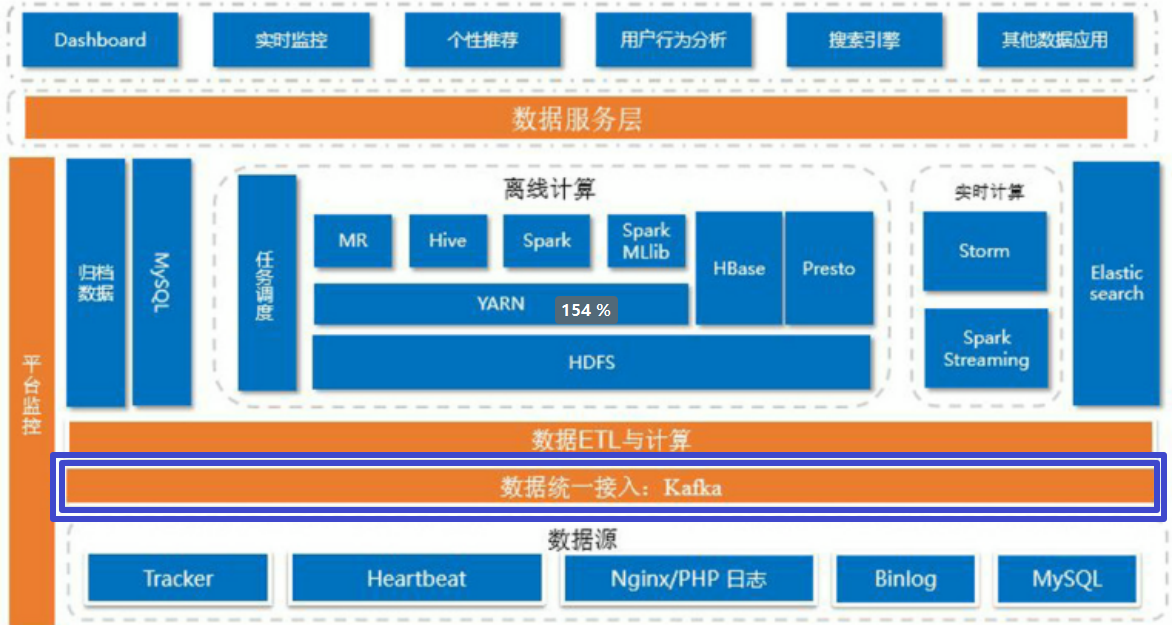 Dashboard
实时监控
个性推荐
用户行为分析
搜索引擎
其他数据应用
数据服务层
平台监控
归档
数据
MySQL
任务调度
离线计算
MR
Hive
Spark
Spark
MLlib
HBase
Presto
YARN
154 %
HDFS
实时计算
Storm
Spark
Streaming
Elastic
search
数据ETL与计算
数据统一接入：Kafka
数据源
Tracker
Heartbeat
Nginx/PHP 日志
Binlog
MySQL